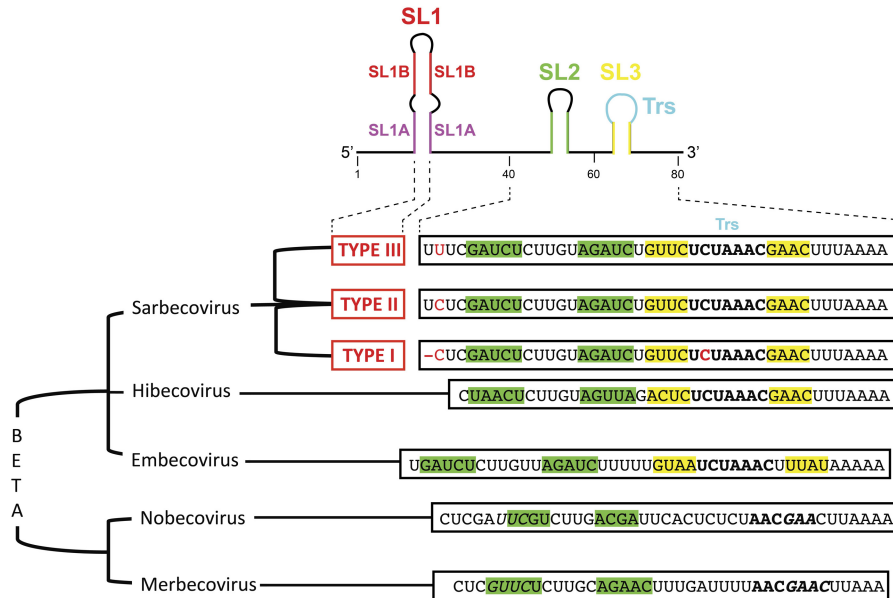 SL1
SL1B SL1B
SL2 SL3
Trs
SL1A SL1A
5’ 3’
1 40 60 80
Trs
TYPE III UUUCGAUCUCUUGUAGAUCUGUUCUCUAAACGAACUUUAAAA
Sarbecovirus TYPE II UCUCGAUCUCUUGUAGAUCUGUUCUCUAAACGAACUUUAAAA
TYPE I –CUCGAUCUCUUGUAGAUCUGUUCUCUAAACGAACUUUAAAA
Hibecovirus CUAACUCUUGUAGUUAGACUCUCUAAACGAACUUUAAAA
BETA
Embecovirus UGAUCUCUUGUUAGAUCUUUUUGUAAUCUAAACUUUAUAAAAA
Nobecovirus CUCGAUUCGUCUUGACGAUUCACUCUCUAACGAACUUAAAA
Merbecovirus CUCGUUCUCUUGCAGAACUUUGAUUUUAACGAACUUAAA